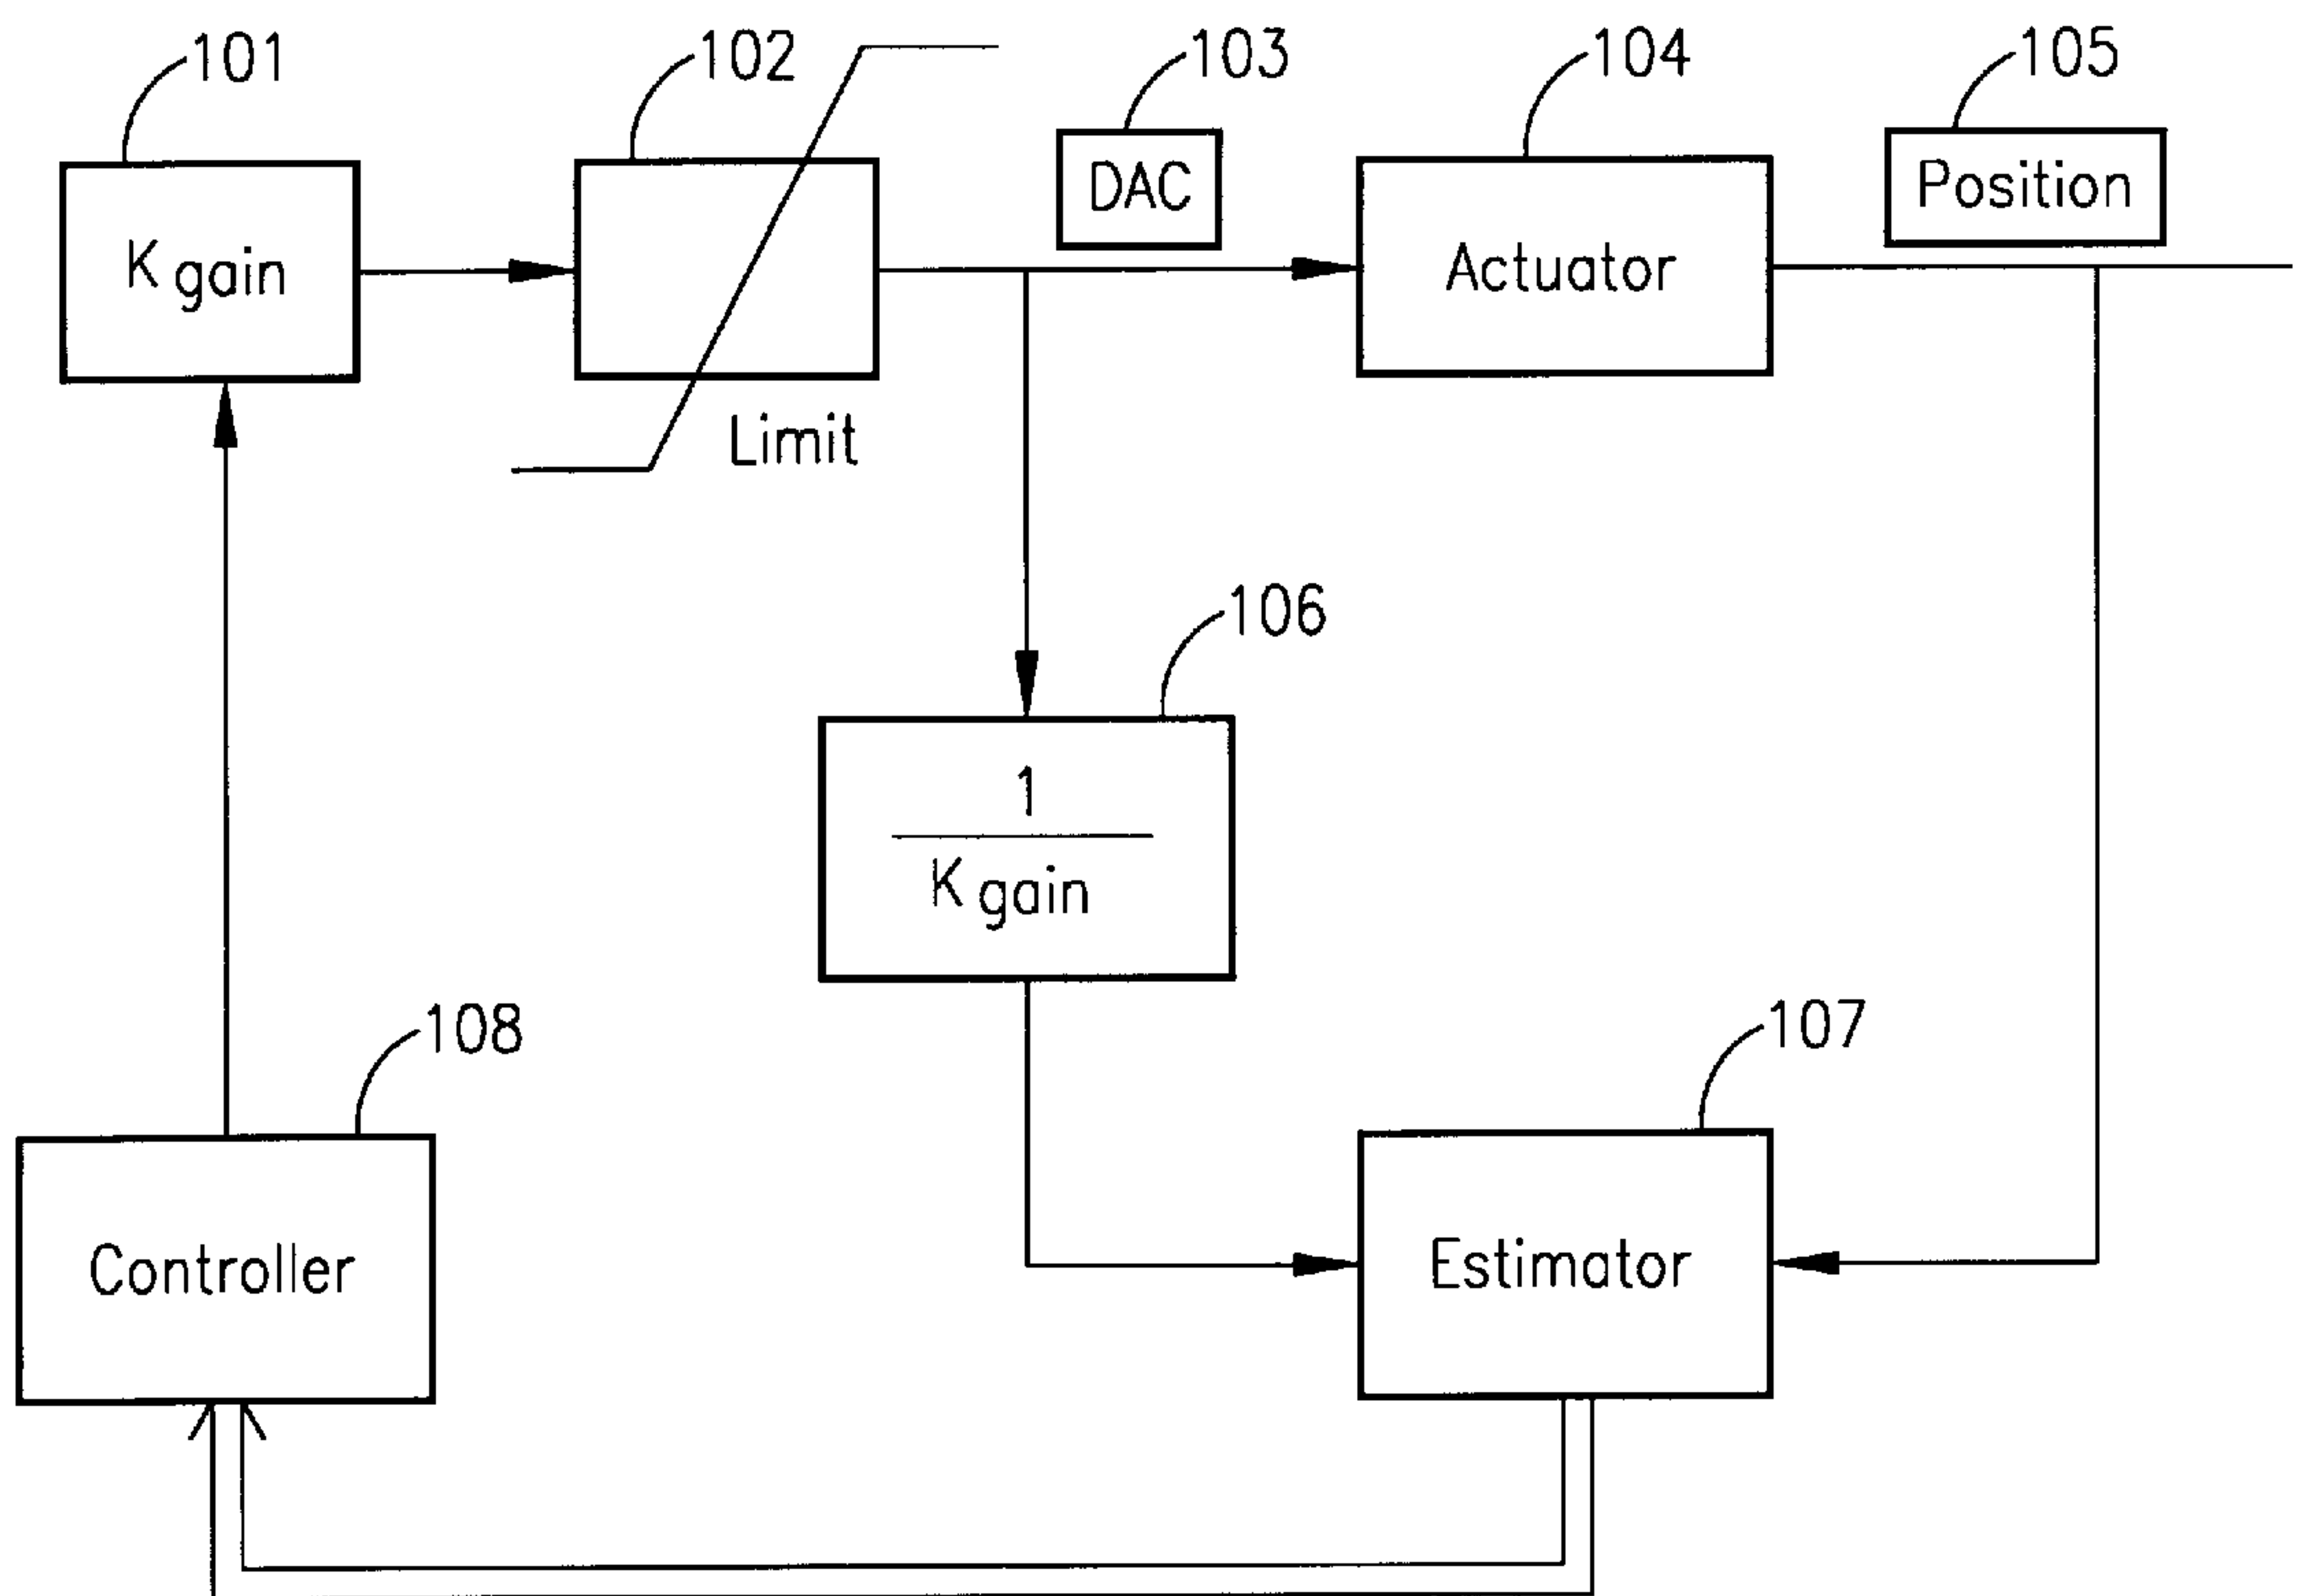 101
102
103
104
105
K gain
DAC
Actuator
Position
Limit
106
1
K gain
108
107
Controller
Estimator